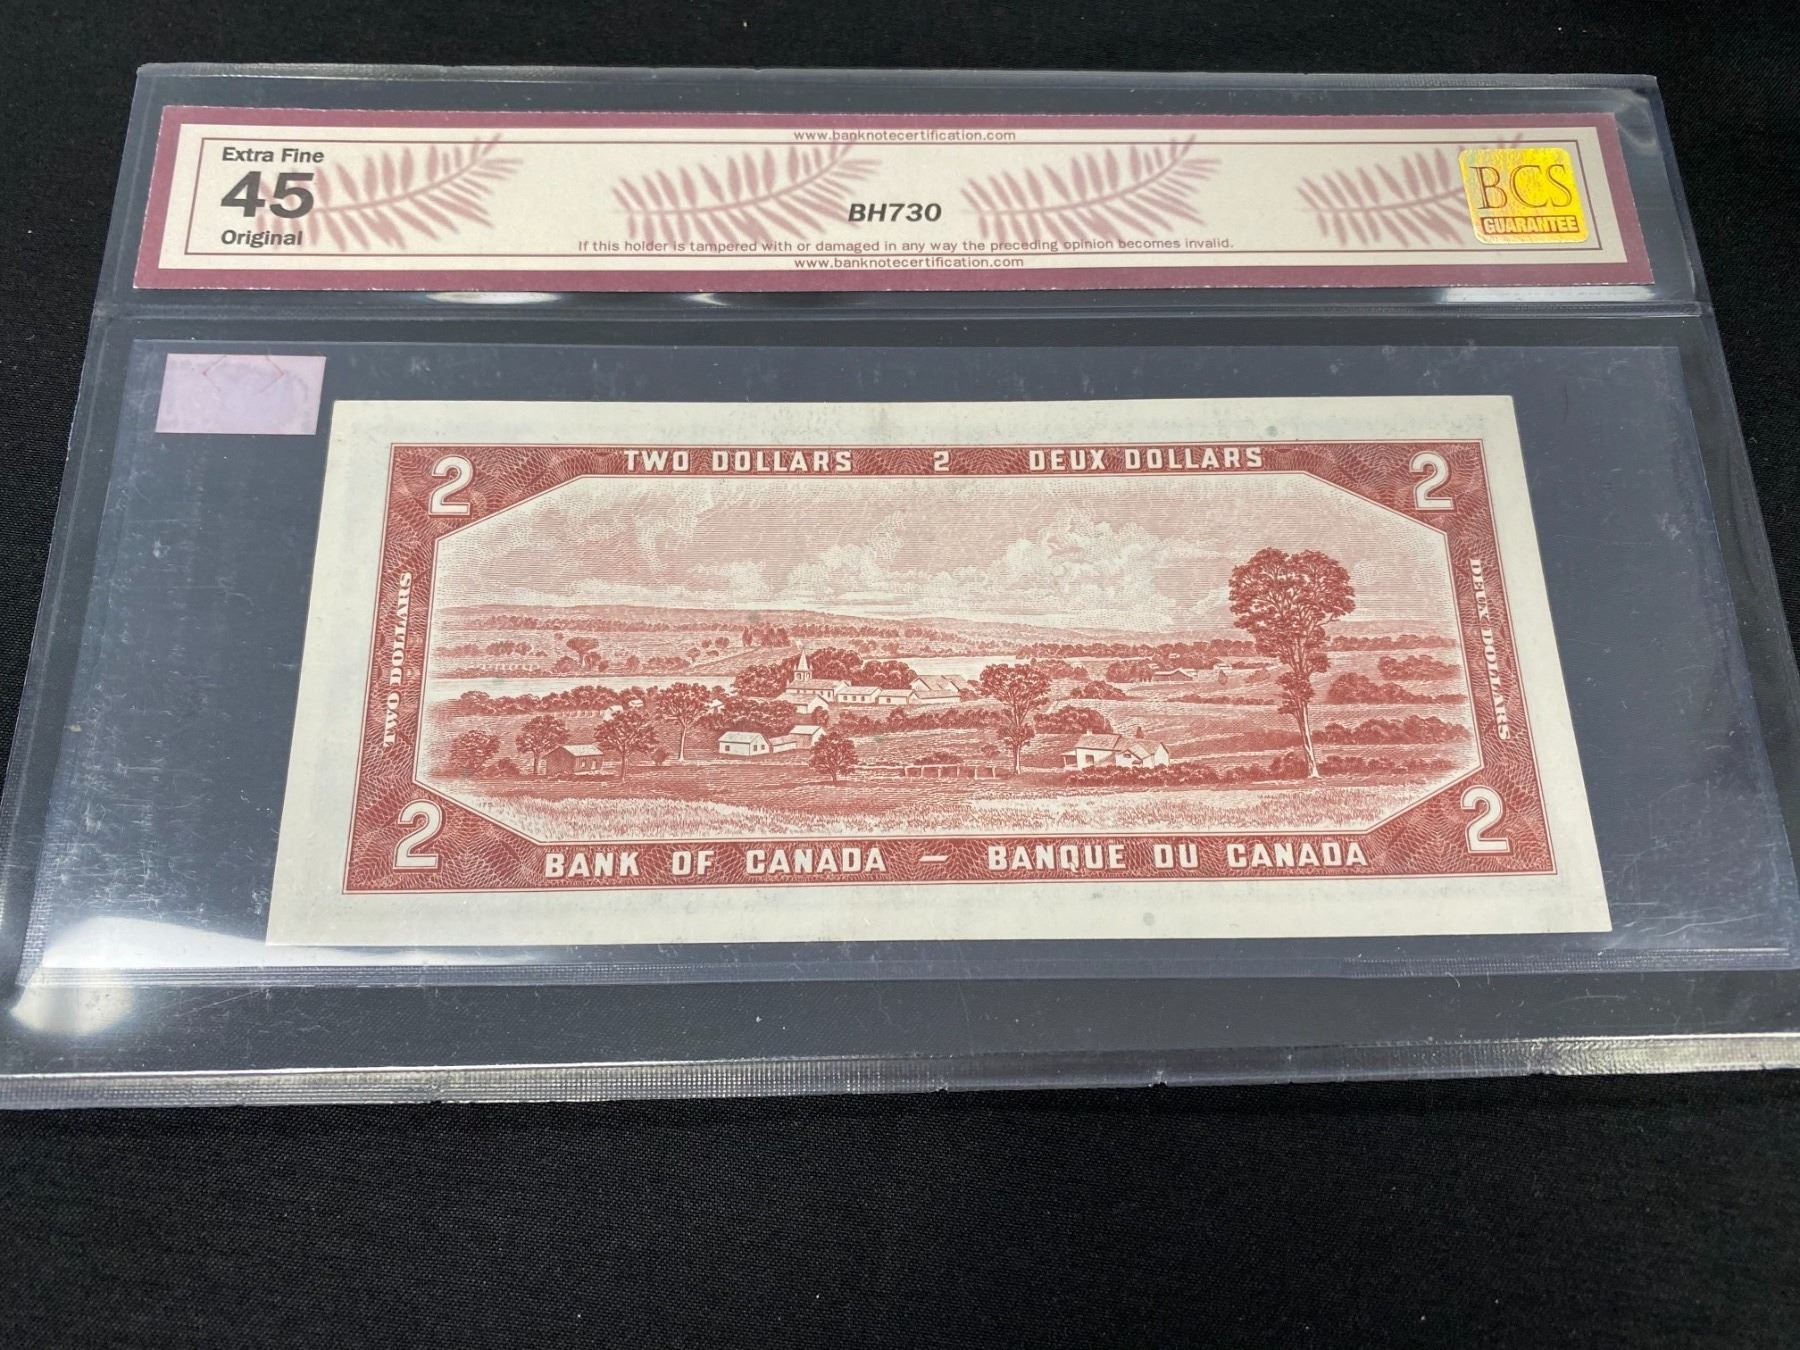 www.banknotecertification.com
Extra Fine
45
Original
BH730
BCS
GUARANTEE
If this holder is tampered with or damaged in any way the preceding opinion becomes invalid.
www.banknotecertification.com
2 TWO DOLLARS 2 DEUX DOLLARS 2
TWO DOLLARS
DEUX DOLLARS
2 BANK OF CANADA – BANQUE DU CANADA 2